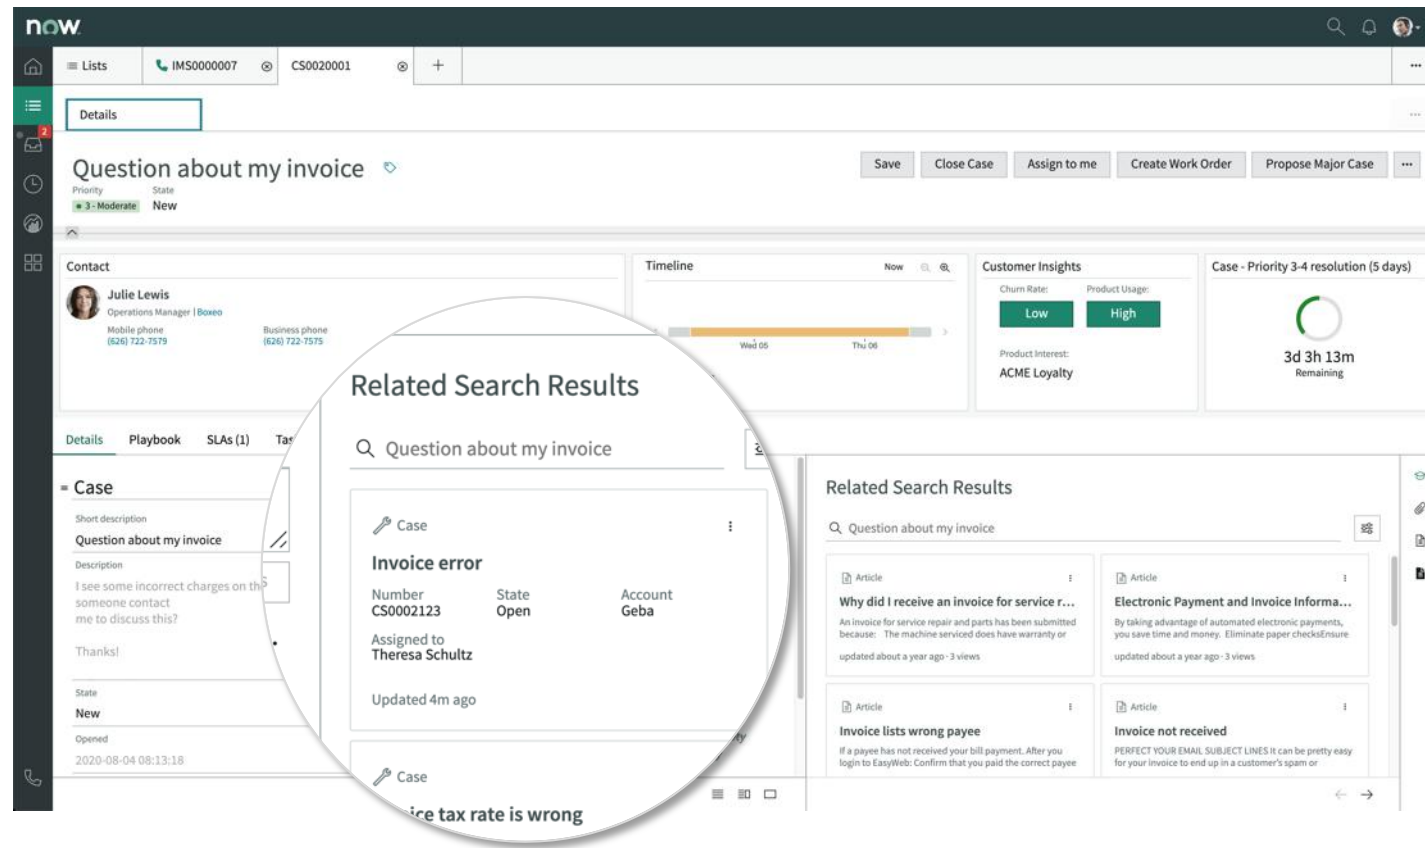 now.
Lists
IMS0000007
CS0020001
Details
2
Question about my invoice
Save
Close Case
Assign to me
Create Work Order
Propose Major Case
Priority
State
3 - Moderate
New
Contact
Julie Lewis
Operations Manager | Boxeo
Mobile phone
Business phone
(626) 722-7579
(626) 722-7575
Timeline
Now
Wed 05
Thu 06
Customer Insights
Churn Rate:
Product Usage:
Low
High
Product Interest:
ACME Loyalty
Case - Priority 3-4 resolution (5 days)
3d 3h 13m
Remaining
Details
Playbook
SLAs (1)
Case
Short description
Question about my invoice
Description
I see some incorrect charges on
someone contact
me to discuss this?
Thanks!
State
New
Opened
2020-08-04 08:13:18
Related Search Results
Question about my invoice
Case
Invoice error
Number
State
Account
CS0002123
Open
Geba
Assigned to
Theresa Schultz
Updated 4m ago
Case
tax rate is wrong
Related Search Results
Question about my invoice
Article
Why did I receive an invoice for service r...
An invoice for service repair and parts has been submitted
because: The machine serviced does have warranty or
updated about a year ago · 3 views
Article
Electronic Payment and Invoice Informa...
By taking advantage of automated electronic payments,
you save time and money. Eliminate paper checksEnsure
updated about a year ago · 3 views
Article
Invoice lists wrong payee
If a payee has not received your bill payment. After you
login to EasyWeb: Confirm that you paid the correct payee
Article
Invoice not received
PERFECT YOUR EMAIL SUBJECT LINES It can be pretty easy
for your invoice to end up in a customer's spam or